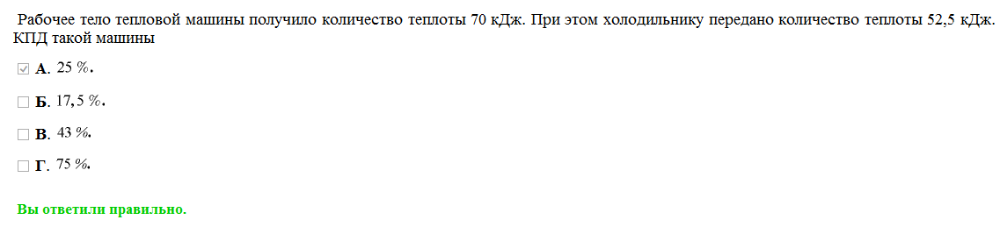 Рабочее тело тепловой машины получило количество теплоты 70 кДж. При этом холодильнику передано количество теплоты 52,5 кДж.
КПД такой машины
А. 25 %.
Б. 17,5 %.
В. 43 %.
Г. 75 %.
Вы ответили правильно.